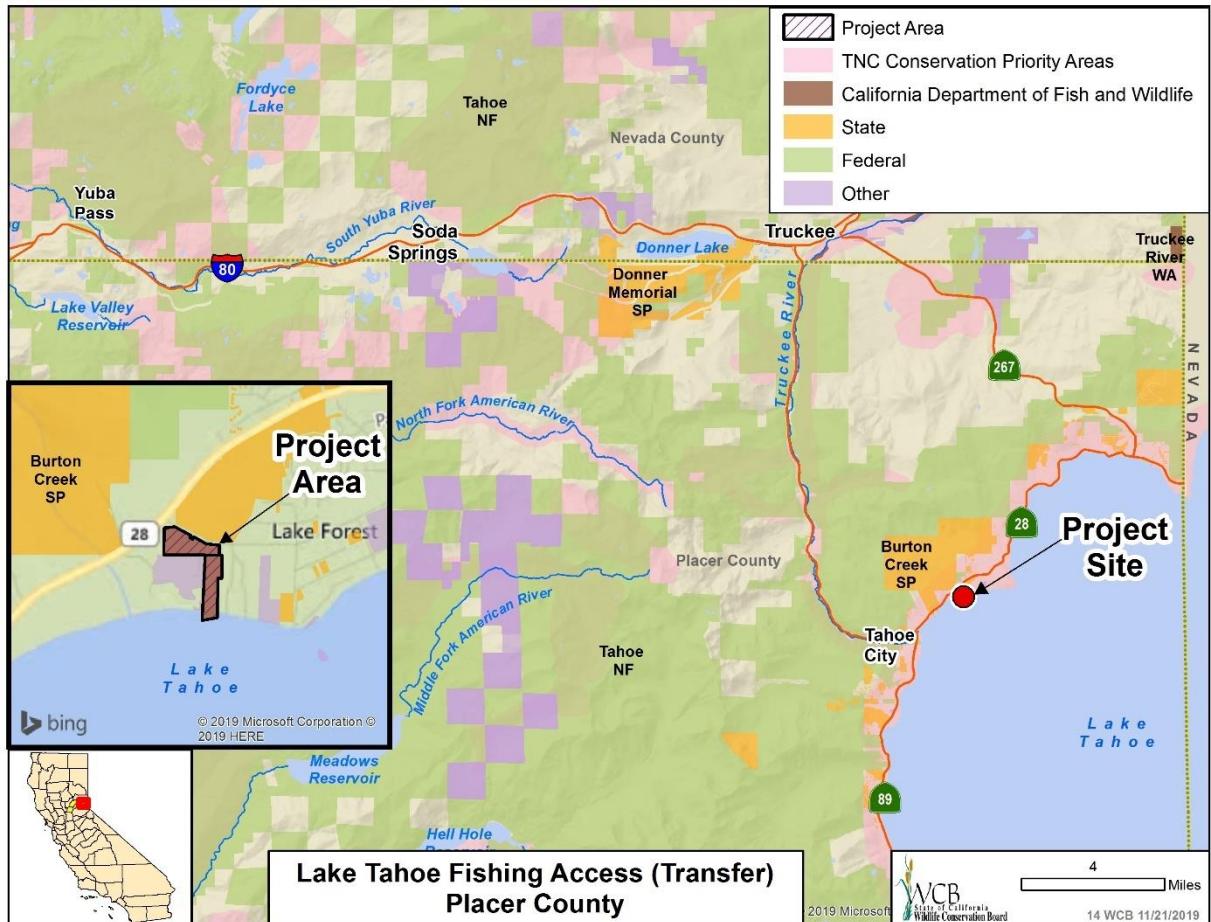 Project Area
TNC Conservation Priority Areas
California Department of Fish and Wildlife
State
Federal
Other
Fordyce
Lake
Tahoe
NF
Nevada County
Yuba
Pass
South Yuba River
Soda
Springs
Donner Lake
Truckee
Truckee
River
WA
80
Donner
Memorial
SP
Lake Valley
Reservoir
Truckee River
NEVADA
267
North Fork American River
Project
Area
Burton
Creek
SP
28
Lake Forest
Lake
Tahoe
bing
© 2019 Microsoft Corporation ©
2019 HERE
Placer County
Middle Fork American River
28
Project
Site
Burton
Creek
SP
Tahoe
City
Tahoe
NF
Lake
Tahoe
Meadows
Reservoir
89
Hell Hole
Lake Tahoe Fishing Access (Transfer)
Placer County
2019 Microsoft
WCB
State of California
Wildlife Conservation Board
4
Miles
14 WCB 11/21/2019